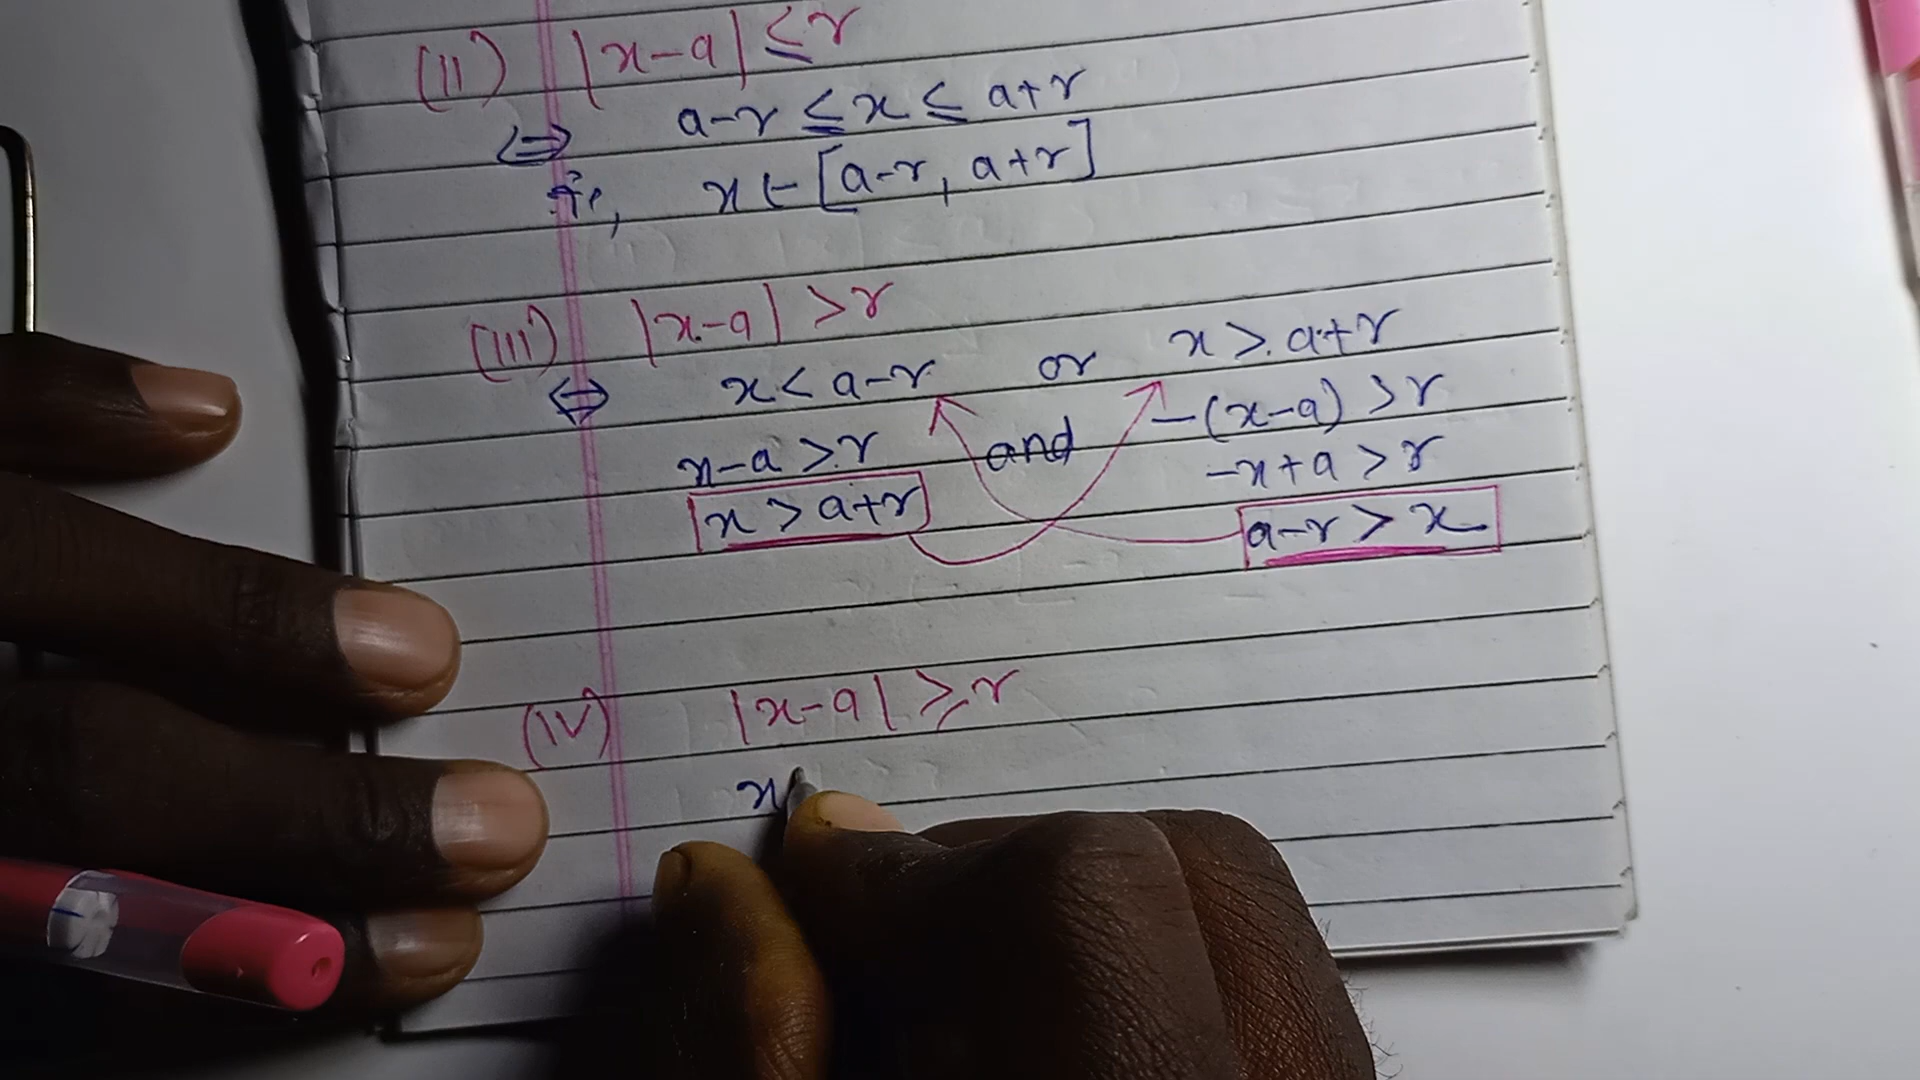 (II) |x-a| ≤ r
⇔ a-r ≤ x ≤ a+r
x ∈ [a-r, a+r]
(III) |x-a| > r
⇔ x < a-r or x > a+r
x-a > r and -(x-a) > r
x > a+r -x+a > r
a-r > x
(IV) |x-a| ≥ r
x